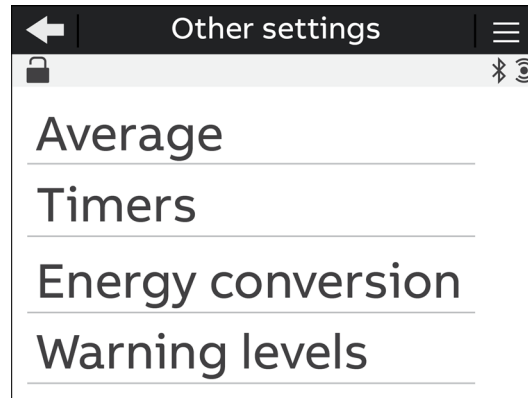 Other settings
Average
Timers
Energy conversion
Warning levels